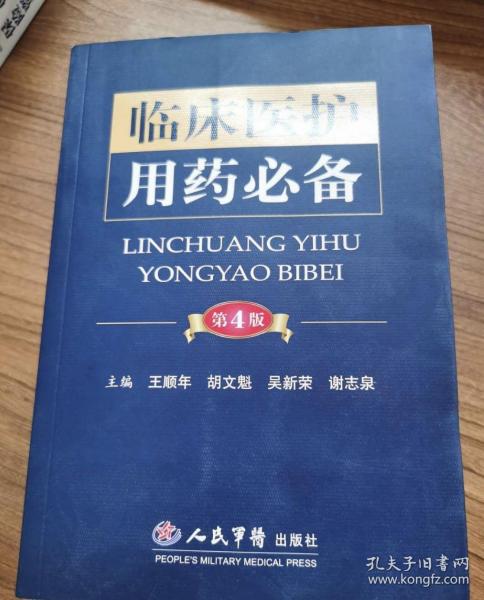 临床医护
用药必备
LINCHUANG YIHU
YONGYAO BIBEI
第4版
主编 王顺年 胡文魁 吴新荣 谢志泉
人民军医 出版社
PEOPLE'S MILITARY MEDICAL PRESS
孔夫子旧书网
www.kongfz.com